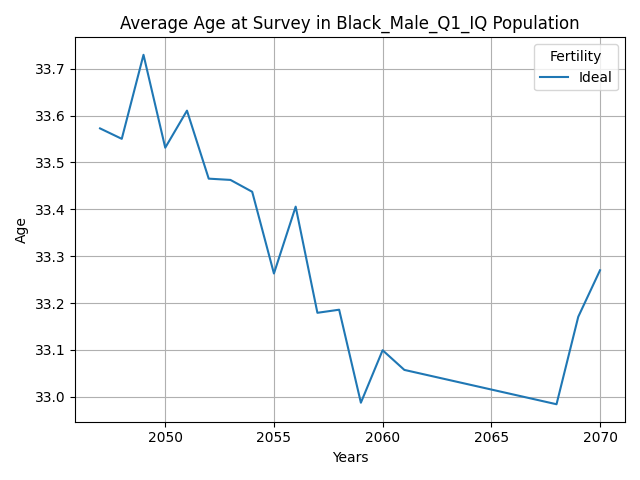 Average Age at Survey in Black_Male_Q1_IQ Population
Fertility
Ideal
33.7
33.6
33.5
33.4
33.3
33.2
33.1
33.0
Age
2050 2055 2060 2065 2070
Years